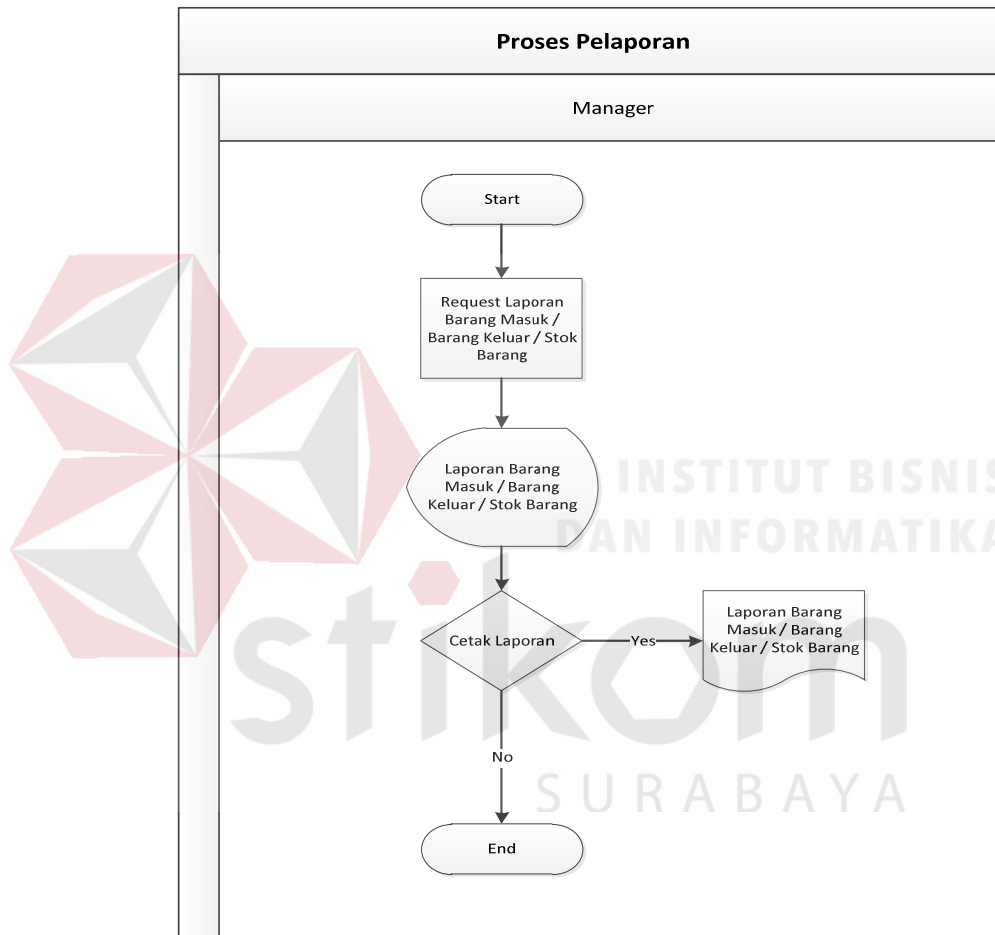 Proses Pelaporan
Manager
Start
Request Laporan
Barang Masuk /
Barang Keluar / Stok
Barang
Laporan Barang
Masuk / Barang
Keluar / Stok Barang
INSTITUT BISNIS
DAN INFORMATIKA
Cetak Laporan
Yes
Laporan Barang
Masuk / Barang
Keluar / Stok Barang
stikom
No
SURABAYA
End